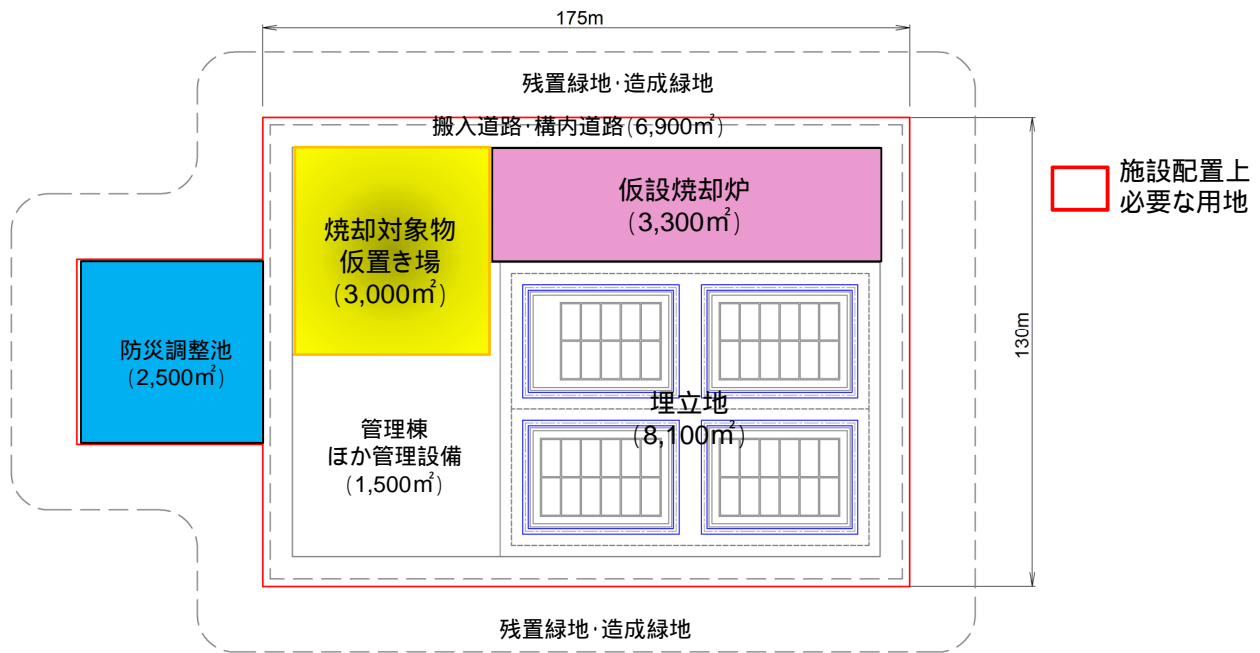 175m
残置緑地・造成緑地
搬入道路・構内道路(6,900㎡)
仮設焼却炉
(3,300㎡)
施設配置上
必要な用地
焼却対象物
仮置き場
(3,000㎡)
130m
防災調整池
(2,500㎡)
埋立地
(8,100㎡)
管理棟
ほか管理設備
(1,500㎡)
残置緑地・造成緑地